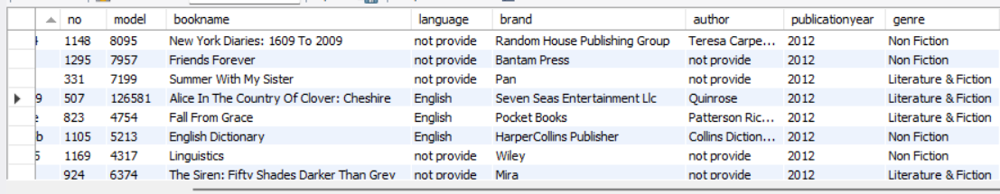 no model bookname language brand author publicationyear genre
1148 8095 New York Diaries: 1609 To 2009 not provide Random House Publishing Group Teresa Carpe... 2012 Non Fiction
1295 7957 Friends Forever not provide Bantam Press not provide 2012 Non Fiction
331 7199 Summer With My Sister not provide Pan not provide 2012 Literature & Fiction
9 507 126581 Alice In The Country Of Clover: Cheshire English Seven Seas Entertainment Llc Quinrose 2012 Literature & Fiction
823 4754 Fall From Grace English Pocket Books Patterson Ric... 2012 Literature & Fiction
b 1105 5213 English Dictionary English HarperCollins Publisher Collins Diction... 2012 Non Fiction
5 1169 4317 Linguistics not provide Wiley not provide 2012 Non Fiction
924 6374 The Siren: Fifty Shades Darker Than Grey not provide Mira not provide 2012 Literature & Fiction